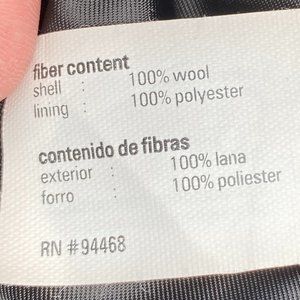 fiber content
shell : 100% wool
lining : 100% polyester
contenido de fibras
exterior : 100% lana
forro : 100% poliester
RN #94468